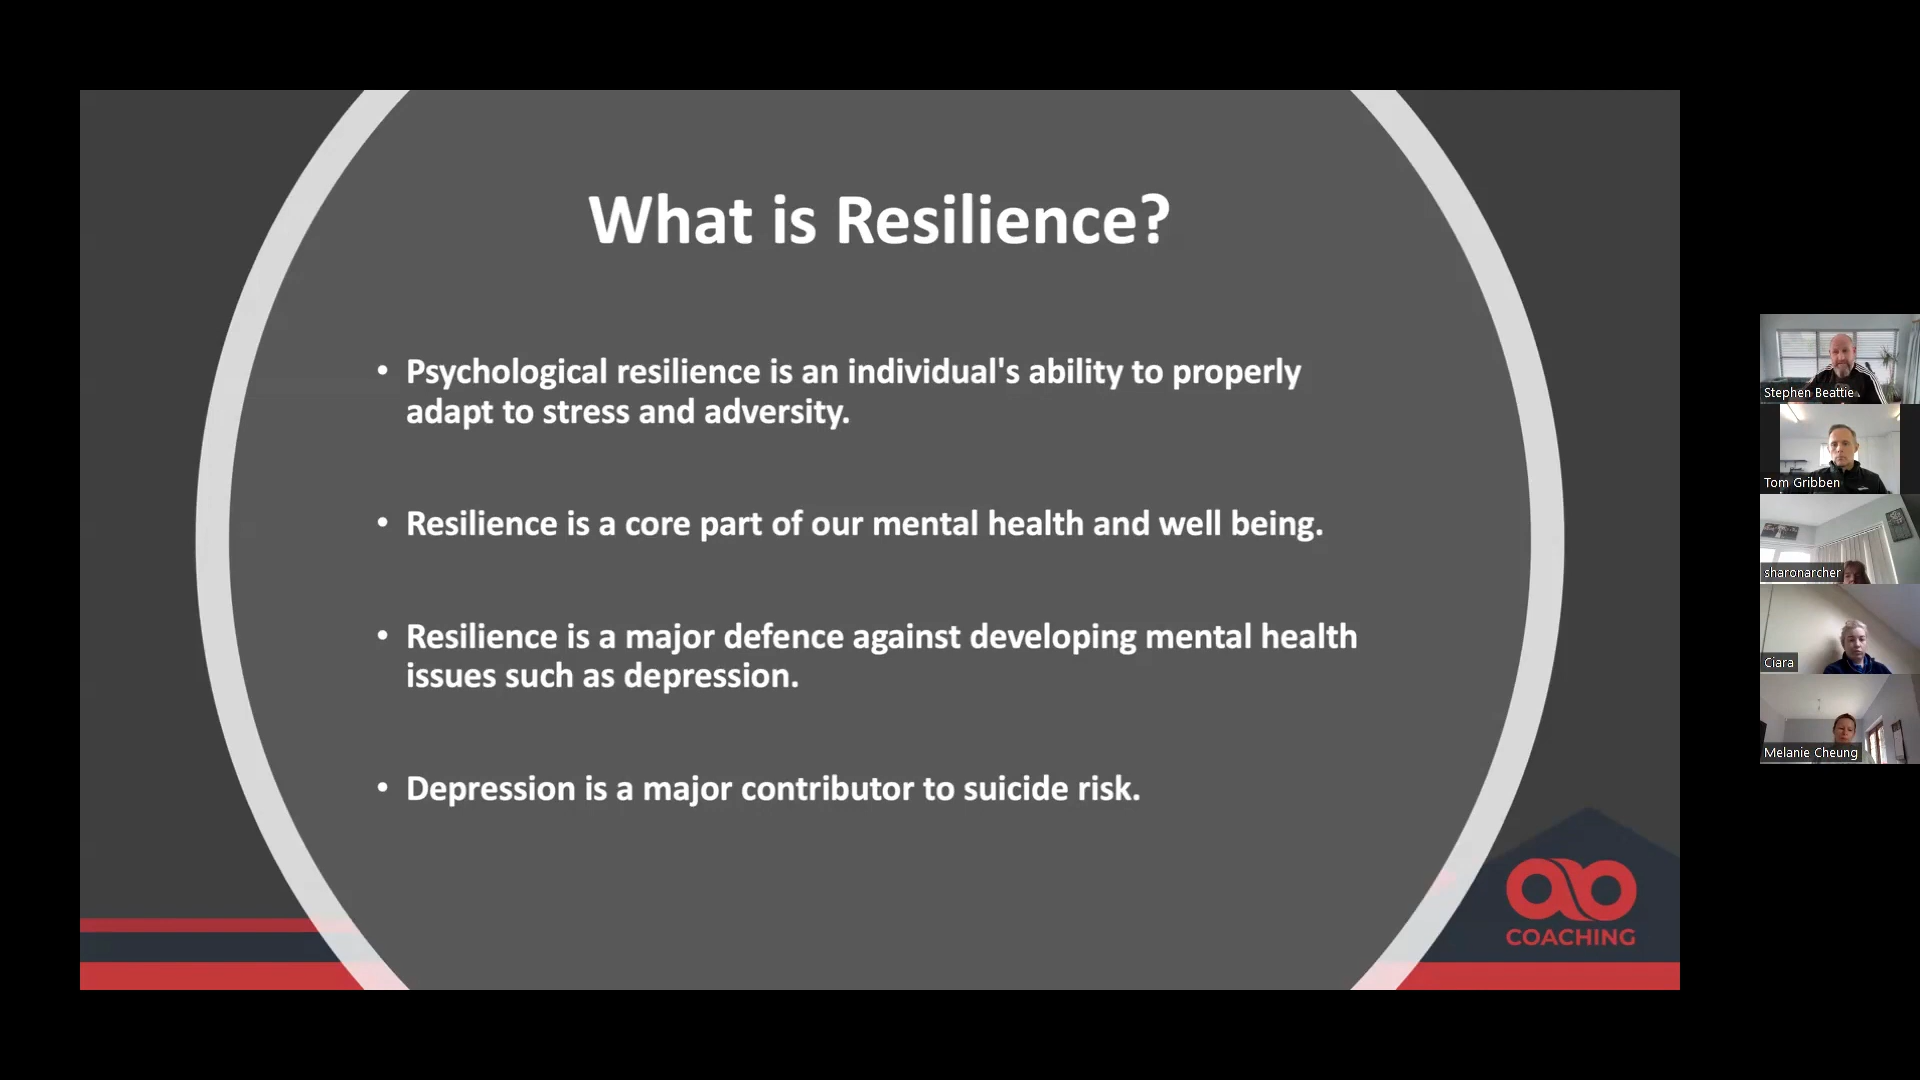 What is Resilience?
• Psychological resilience is an individual's ability to properly
adapt to stress and adversity.
• Resilience is a core part of our mental health and well being.
• Resilience is a major defence against developing mental health
issues such as depression.
• Depression is a major contributor to suicide risk.
COACHING
Stephen Beattie
Tom Gribben
sharonarcher
Ciara
Melanie Cheung